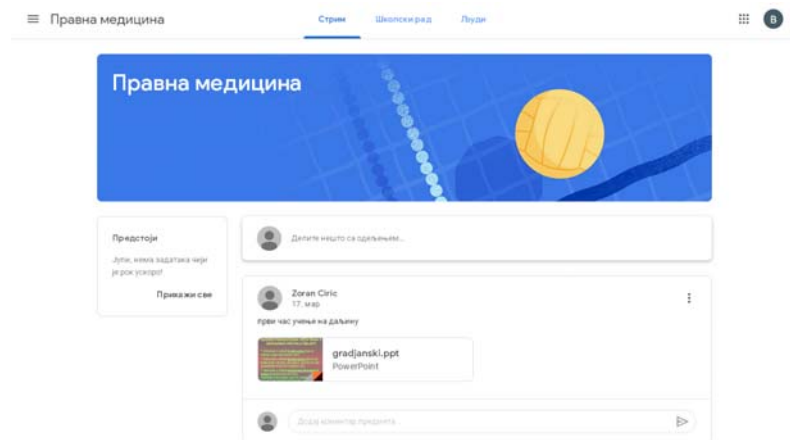 Правна медицина
Стрим Школски рад Људи
B
Правна медицина
Предстоји
Јупи, нема задатака чији
је рок ускоро!
Прикажи све
Делите нешто са одељењем...
Zoran Ciric
17. мар
први час учења на даљину
gradjanski.ppt
PowerPoint
Додај коментар предмета...